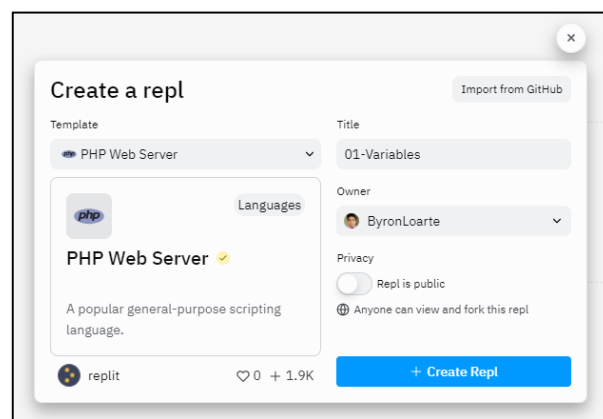 Create a repl
Import from GitHub
Template
PHP Web Server
php
Languages
PHP Web Server
A popular general-purpose scripting
language.
replit
0 + 1.9K
Title
01-Variables
Owner
ByronLoarte
Privacy
Repl is public
Anyone can view and fork this repl
+ Create Repl